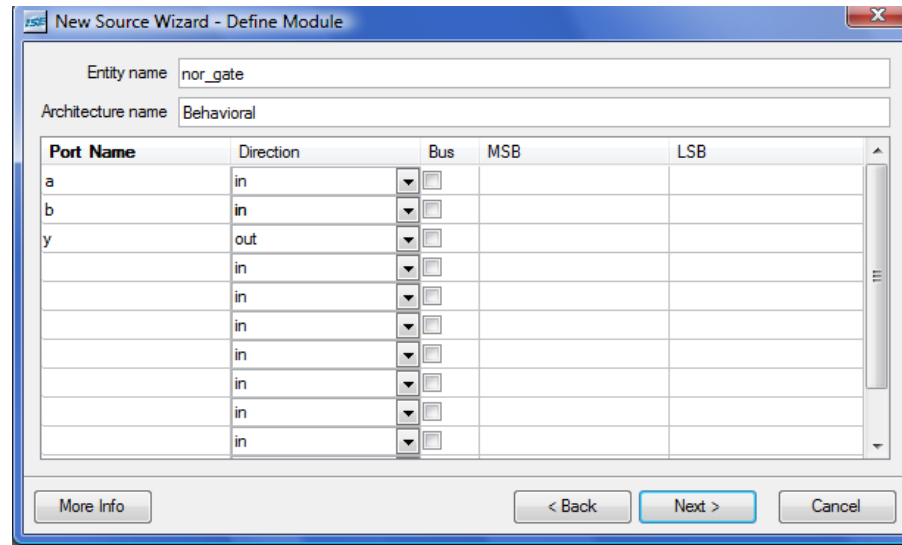 ISE New Source Wizard - Define Module
Entity name nor_gate
Architecture name Behavioral
Port Name Direction Bus MSB LSB
a in
b in
y out
in
in
in
in
in
in
in
More Info < Back Next > Cancel